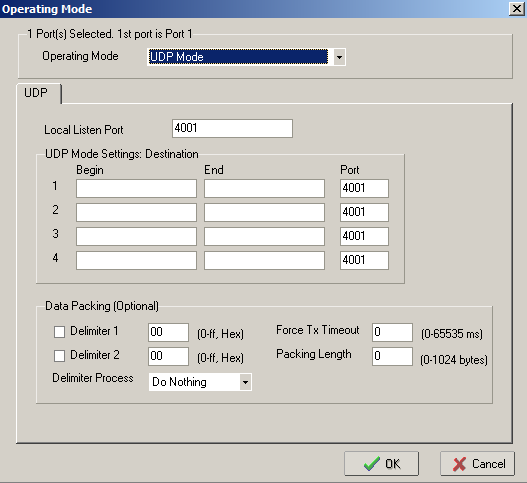 Operating Mode
1 Port(s) Selected. 1st port is Port 1
Operating Mode UDP Mode
UDP
Local Listen Port 4001
UDP Mode Settings: Destination
Begin End Port
1 4001
2 4001
3 4001
4 4001
Data Packing (Optional)
Delimiter 1 00 (0-ff, Hex) Force Tx Timeout 0 (0-65535 ms)
Delimiter 2 00 (0-ff, Hex) Packing Length 0 (0-1024 bytes)
Delimiter Process Do Nothing
OK Cancel